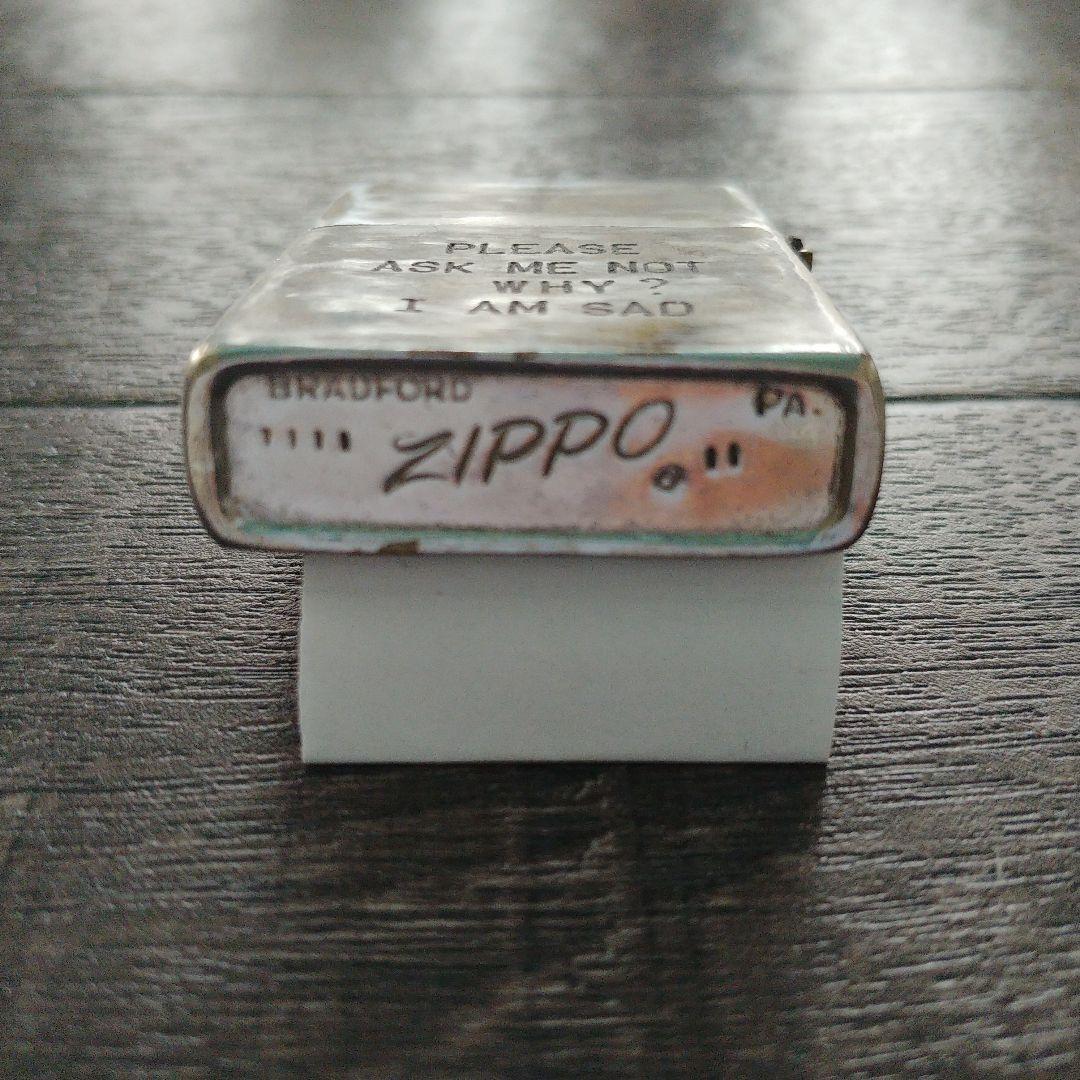 PLEASE
ASK ME NOT
WHY?
I AM SAD
BRADFORD PA.
ZIPPO